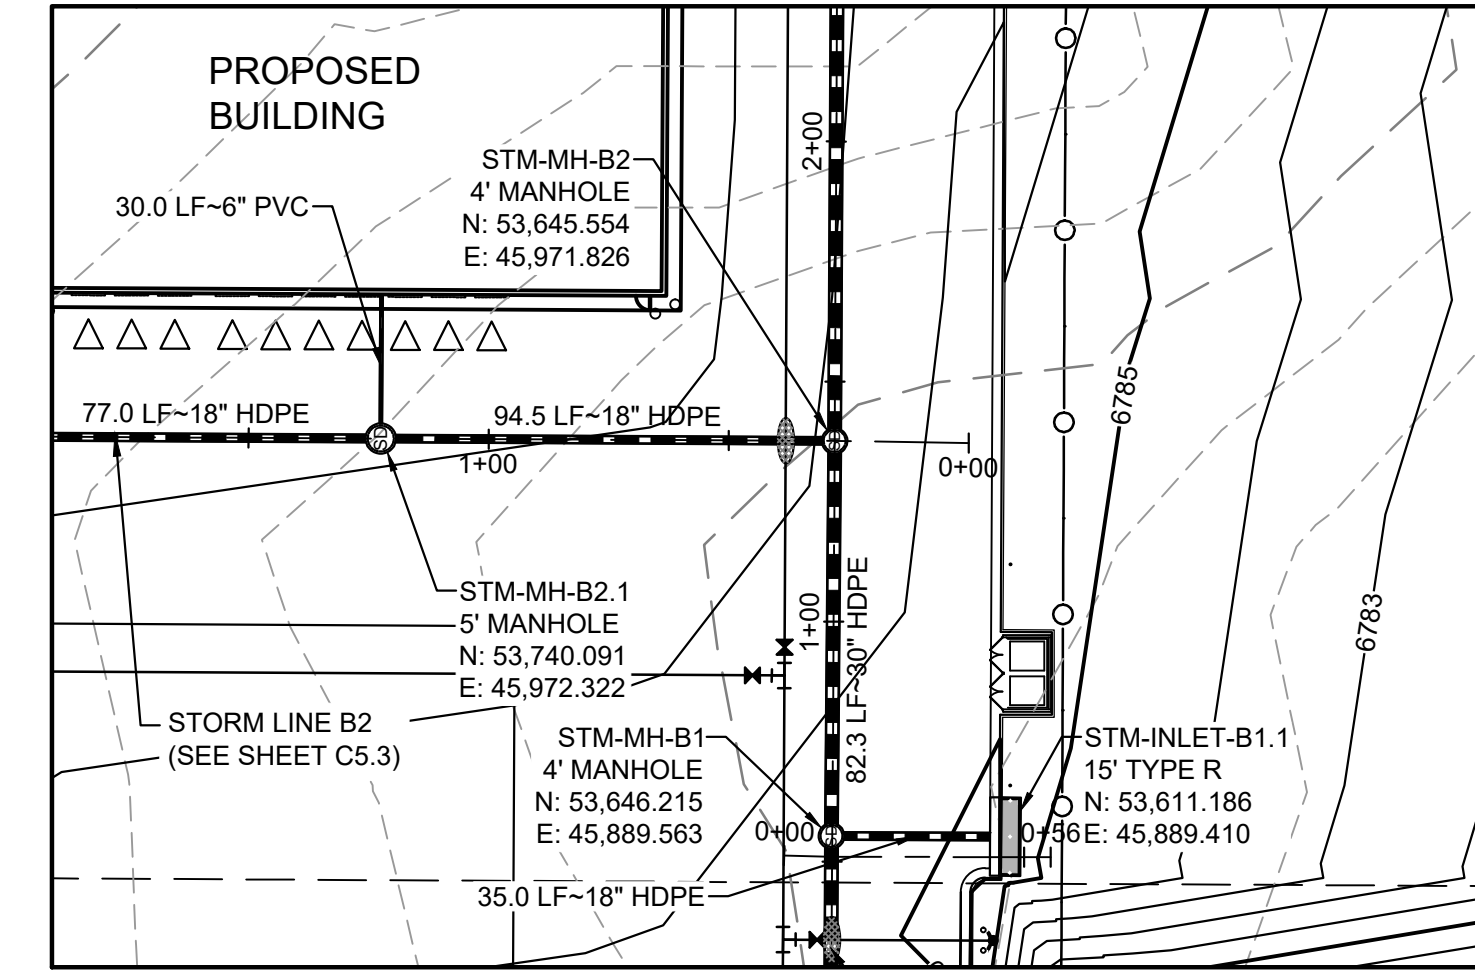 PROPOSED
BUILDING
STM-MH-B2
4' MANHOLE
N: 53,645.554
E: 45,971.826
30.0 LF~6" PVC
2+00
77.0 LF~18" HDPE
94.5 LF~18" HDPE
SD
SD
1+00
0+00
6785
STM-MH-B2.1
5' MANHOLE
N: 53,740.091
E: 45,972.322
1+00
82.3 LF~30" HDPE
6783
STORM LINE B2
(SEE SHEET C5.3)
STM-MH-B1
4' MANHOLE
N: 53,646.215
E: 45,889.563
0+00
SD
0+56
STM-INLET-B1.1
15' TYPE R
N: 53,611.186
E: 45,889.410
35.0 LF~18" HDPE